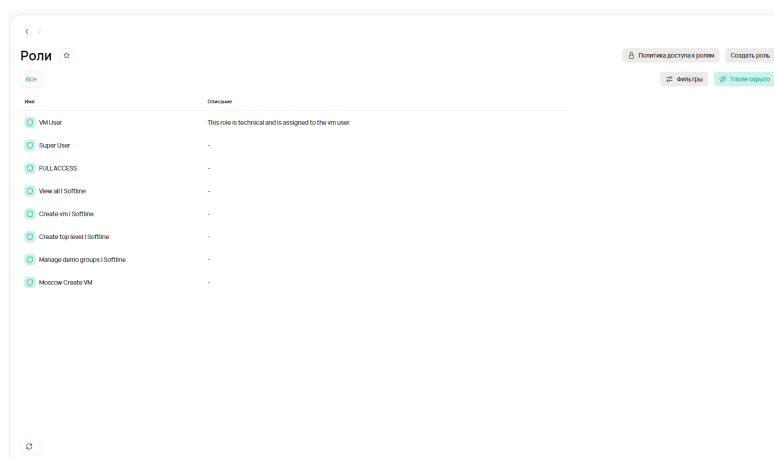 Роли
Политика доступа к ролям
Создать роль
Все
Фильтры
1 поле скрыто
Имя Описание
VM User This role is technical and is assigned to the vm user
Super User -
FULL ACCESS -
View all | Softline -
Create vm | Softline -
Create top level | Softline -
Manage demo groups | Softline -
Moscow Create VM -